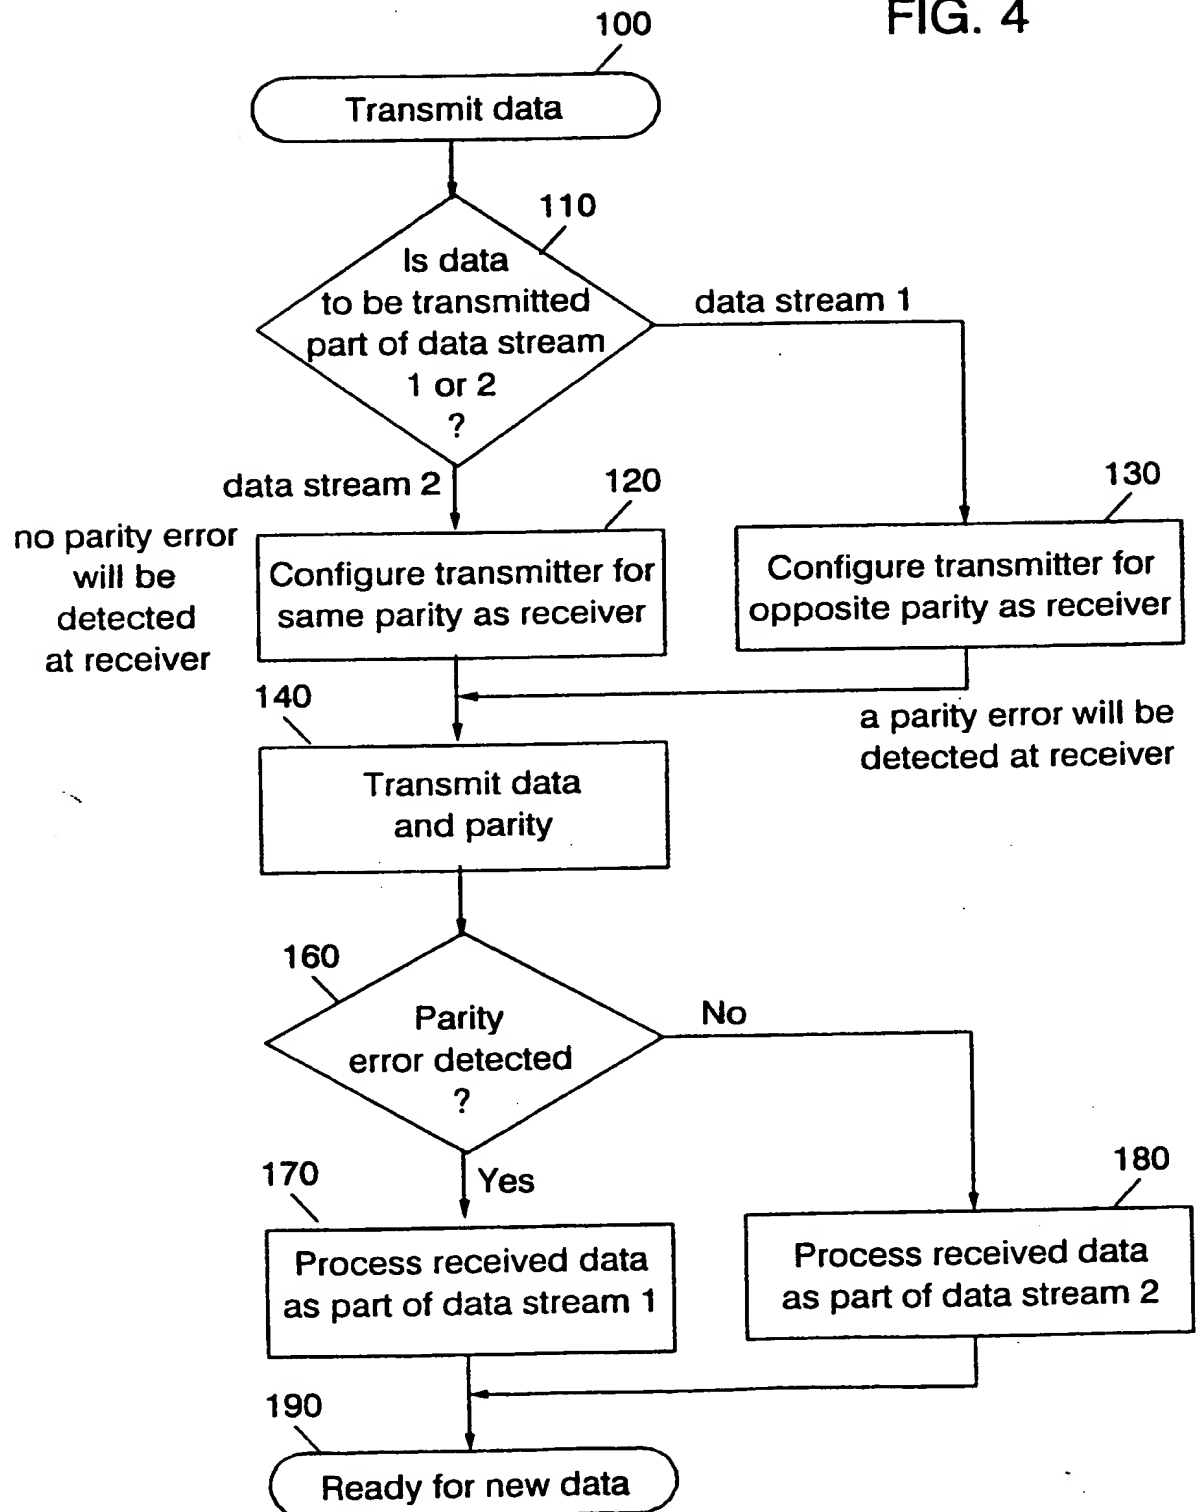 FIG. 4
100
Transmit data
110
Is data
to be transmitted
part of data stream
1 or 2
?
data stream 1
data stream 2
120
130
no parity error
will be
detected
at receiver
Configure transmitter for
same parity as receiver
Configure transmitter for
opposite parity as receiver
140
a parity error will be
detected at receiver
Transmit data
and parity
160
Parity
error detected
?
No
Yes
170
180
Process received data
as part of data stream 1
Process received data
as part of data stream 2
190
Ready for new data